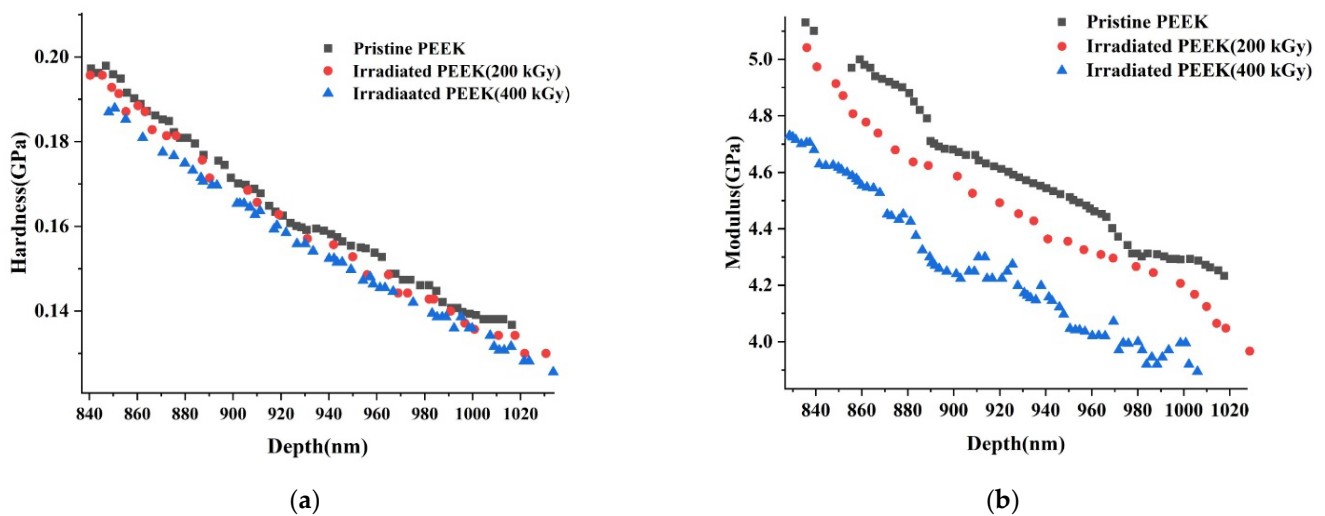 Pristine PEEK
Irradiated PEEK(200 kGy)
Irradiaated PEEK(400 kGy)
0.20
0.18
0.16
0.14
Hardness(GPa)
840 860 880 900 920 940 960 980 1000 1020
Depth(nm)
(a)
Pristine PEEK
Irradiated PEEK(200 kGy)
Irradiated PEEK(400 kGy)
5.0
4.8
4.6
4.4
4.2
4.0
Modulus(GPa)
840 860 880 900 920 940 960 980 1000 1020
Depth(nm)
(b)